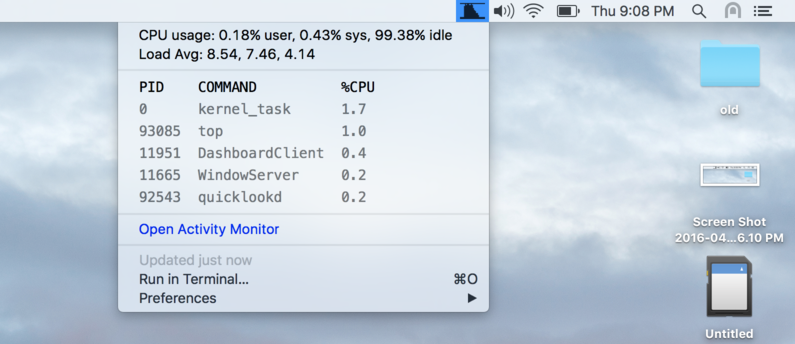 Thu 9:08 PM
CPU usage: 0.18% user, 0.43% sys, 99.38% idle
Load Avg: 8.54, 7.46, 4.14
PID COMMAND %CPU
0 kernel_task 1.7
93085 top 1.0
11951 DashboardClient 0.4
11665 WindowServer 0.2
92543 quicklookd 0.2
Open Activity Monitor
Updated just now
Run in Terminal... ⌘O
Preferences
old
Screen Shot
2016-04...6.10 PM
Untitled